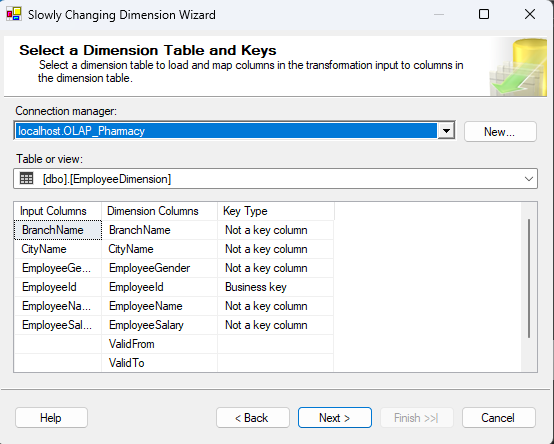 Slowly Changing Dimension Wizard
Select a Dimension Table and Keys
Select a dimension table to load and map columns in the transformation input to columns in
the dimension table.
Connection manager:
localhost.OLAP_Pharmacy
New...
Table or view:
[dbo].[EmployeeDimension]
Input Columns Dimension Columns Key Type
BranchName BranchName Not a key column
CityName CityName Not a key column
EmployeeGe... EmployeeGender Not a key column
EmployeeId EmployeeId Business key
EmployeeNa... EmployeeName Not a key column
EmployeeSal... EmployeeSalary Not a key column
ValidFrom
ValidTo
Help < Back Next > Finish >>| Cancel